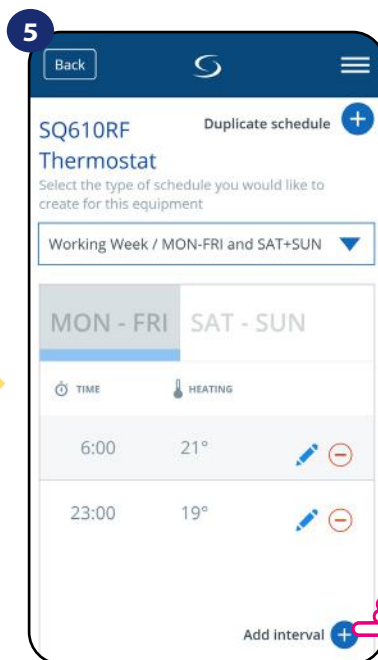 5
Back
SQ610RF
Thermostat
Duplicate schedule
Select the type of schedule you would like to
create for this equipment
Working Week / MON-FRI and SAT+SUN
MON - FRI SAT - SUN
TIME HEATING
6:00 21°
23:00 19°
Add interval